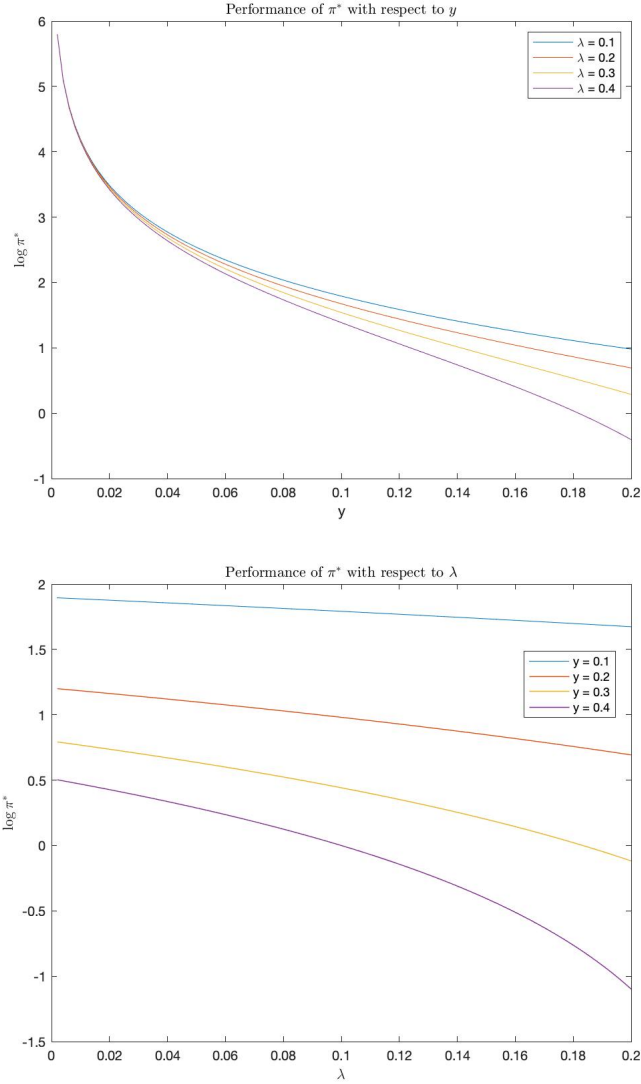 Performance of π* with respect to y
6
5
4
3
2
1
0
-1
log π*
λ = 0.1
λ = 0.2
λ = 0.3
λ = 0.4
0 0.02 0.04 0.06 0.08 0.1 0.12 0.14 0.16 0.18 0.2
y
Performance of π* with respect to λ
2
1.5
1
0.5
0
-0.5
-1
-1.5
log π*
y = 0.1
y = 0.2
y = 0.3
y = 0.4
0 0.02 0.04 0.06 0.08 0.1 0.12 0.14 0.16 0.18 0.2
λ